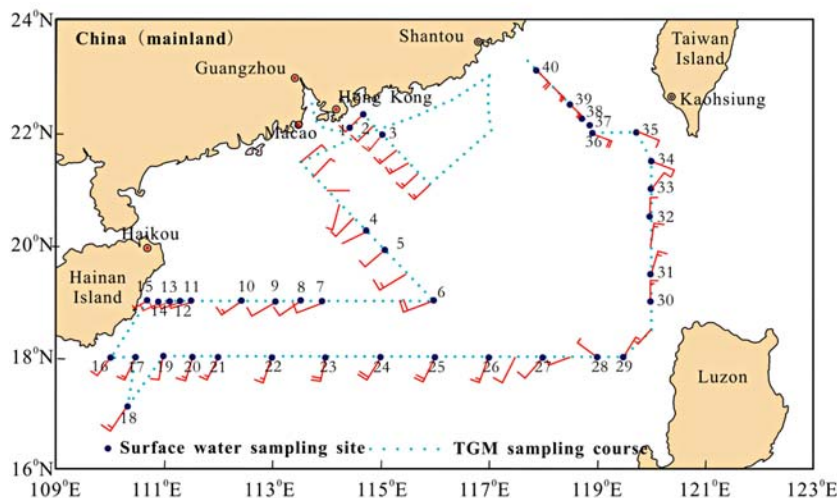 24°N
China (mainland)
Shantou
Taiwan
Island
Guangzhou
40
Hong Kong
39
Kaohsiung
38
37
22°N
Macao
1
2
3
36
35
34
33
4
32
20°N
Haikou
5
Hainan
Island
15
13
11
10
9
8
7
6
31
14
12
30
18°N
16
17
19
20
21
22
23
24
25
26
27
28
29
Luzon
18
Surface water sampling site
TGM sampling course
16°N
109°E
111°E
113°E
115°E
117°E
119°E
121°E
123°E